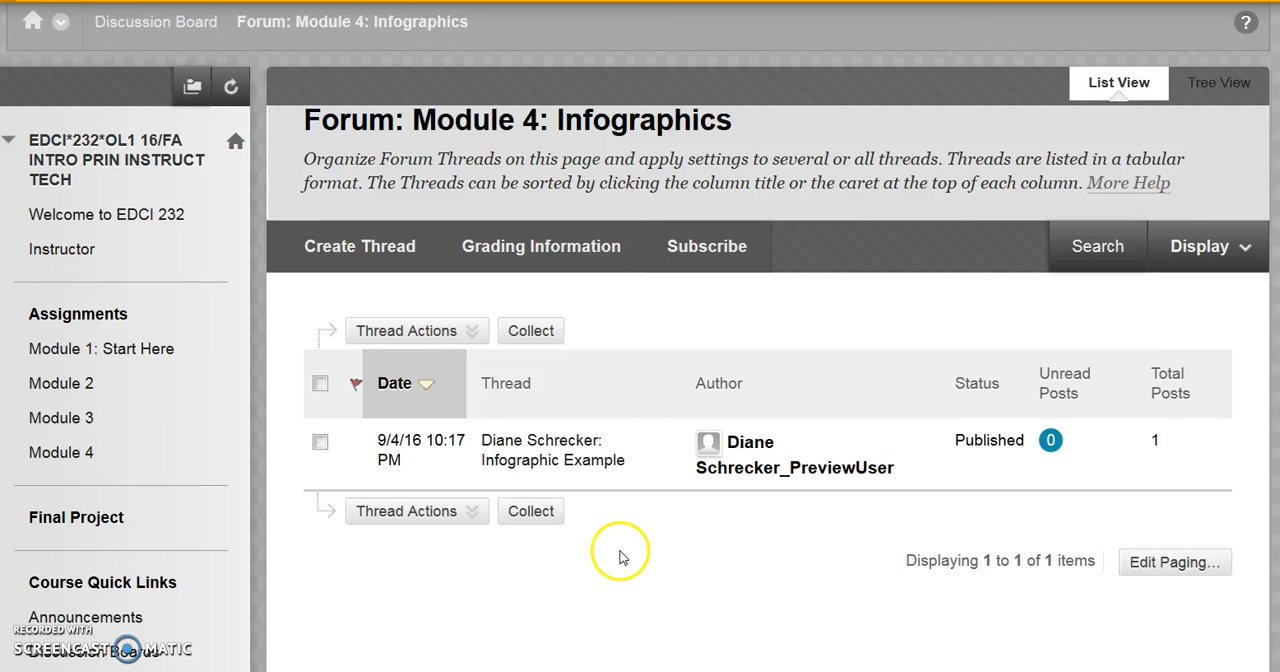 Discussion Board Forum: Module 4: Infographics ?
List View Tree View
EDCI*232*OL1 16/FA
INTRO PRIN INSTRUCT
TECH
Welcome to EDCI 232
Instructor
Assignments
Module 1: Start Here
Module 2
Module 3
Module 4
Final Project
Course Quick Links
Announcements
Discussion Boards
RECORDED WITH
SCREENCAST MATIC
Forum: Module 4: Infographics
Organize Forum Threads on this page and apply settings to several or all threads. Threads are listed in a tabular
format. The Threads can be sorted by clicking the column title or the caret at the top of each column. More Help
Create Thread Grading Information Subscribe Search Display
Thread Actions Collect
Date Thread Author Status Unread Posts Total Posts
9/4/16 10:17 PM Diane Schrecker: Infographic Example Diane Schrecker_PreviewUser Published 0 1
Thread Actions Collect
Displaying 1 to 1 of 1 items Edit Paging...